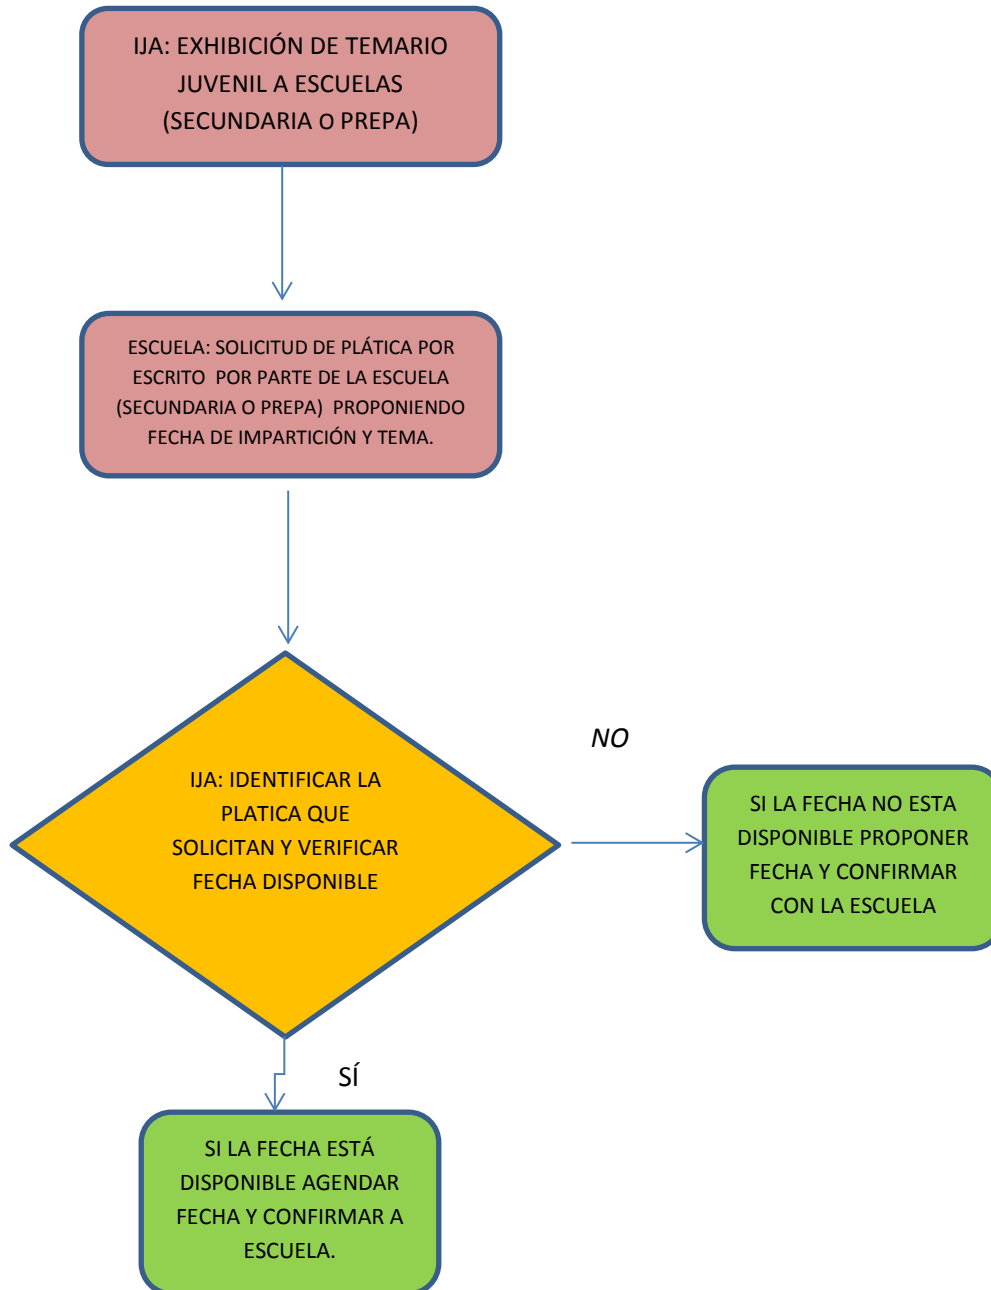 IJA: EXHIBICIÓN DE TEMARIO
JUVENIL A ESCUELAS
(SECUNDARIA O PREPA)
ESCUELA: SOLICITUD DE PLÁTICA POR
ESCRITO POR PARTE DE LA ESCUELA
(SECUNDARIA O PREPA) PROPONIENDO
FECHA DE IMPARTICIÓN Y TEMA.
IJA: IDENTIFICAR LA
PLATICA QUE
SOLICITAN Y VERIFICAR
FECHA DISPONIBLE
NO
SI LA FECHA NO ESTA
DISPONIBLE PROPONER
FECHA Y CONFIRMAR
CON LA ESCUELA
SÍ
SI LA FECHA ESTÁ
DISPONIBLE AGENDAR
FECHA Y CONFIRMAR A
ESCUELA.